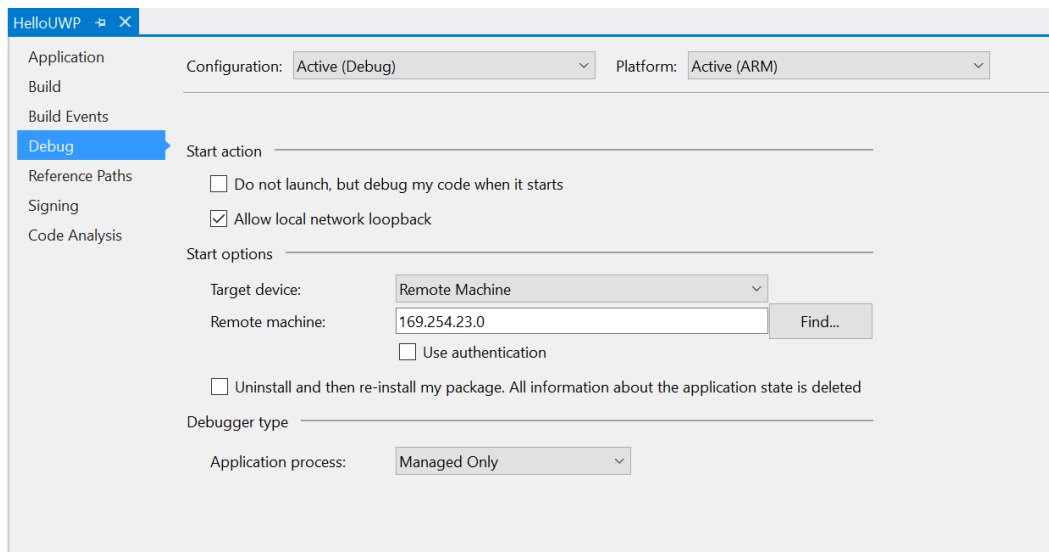 HelloUWP
Application
Build
Build Events
Debug
Reference Paths
Signing
Code Analysis
Configuration: Active (Debug) Platform: Active (ARM)
Start action
Do not launch, but debug my code when it starts
Allow local network loopback
Start options
Target device: Remote Machine
Remote machine: 169.254.23.0 Find...
Use authentication
Uninstall and then re-install my package. All information about the application state is deleted
Debugger type
Application process: Managed Only